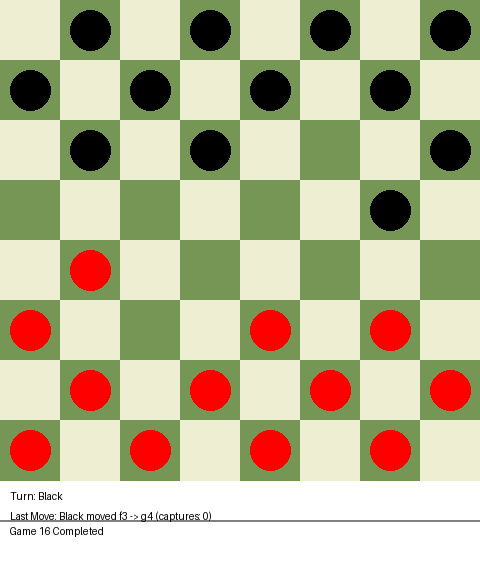 Turn: Black
Last Move: Black moved f3 -> g4 (captures: 0)
Game 16 Completed